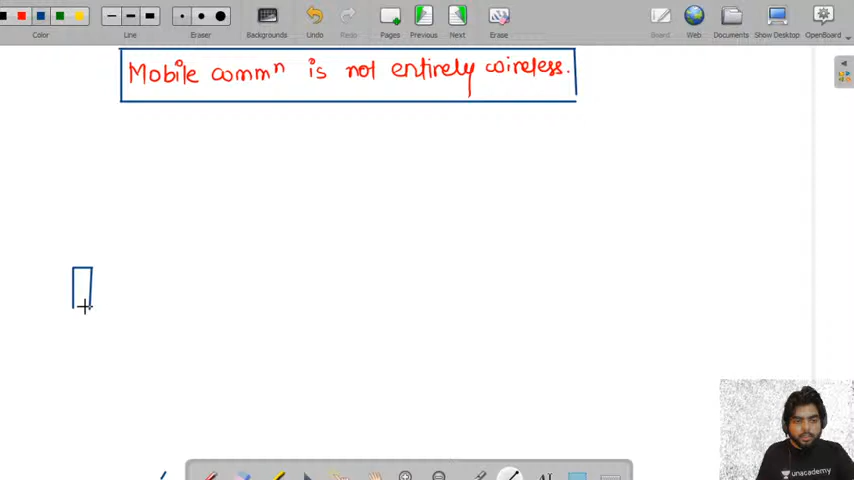 Color
Line
Eraser
Backgrounds
Undo
Redo
Pages
Previous
Next
Erase
Board
Web
Documents
Show Desktop
OpenBoard
Mobile commⁿ is not entirely wireless.
unacademy